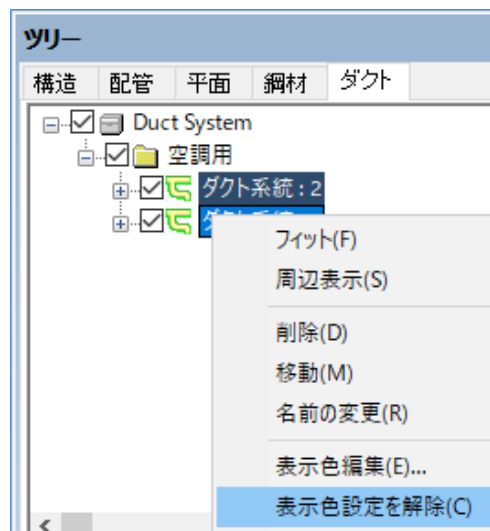 ツリー
構造 配管 平面 鋼材 ダクト
Duct System
空調用
ダクト系統 : 2
フィット(F)
周辺表示(S)
削除(D)
移動(M)
名前の変更(R)
表示色編集(E)...
表示色設定を解除(C)